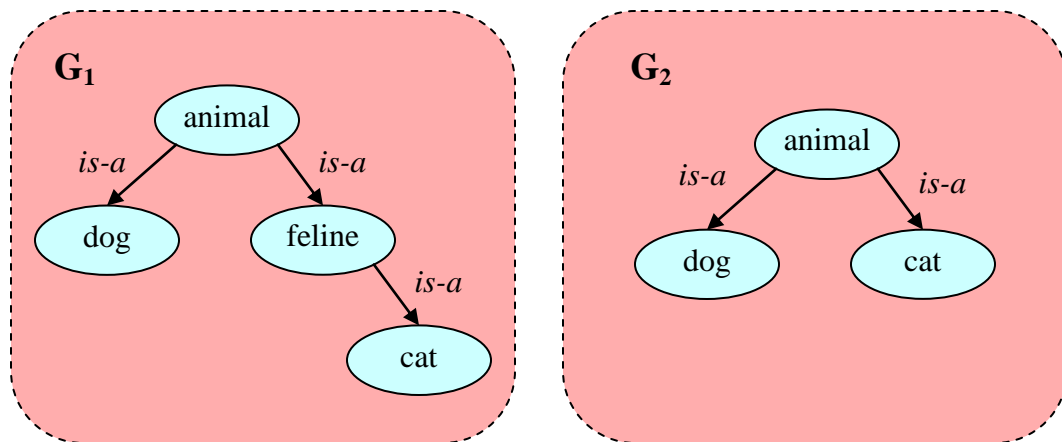 G1
animal
is-a
is-a
dog
feline
is-a
cat
G2
animal
is-a
is-a
dog
cat